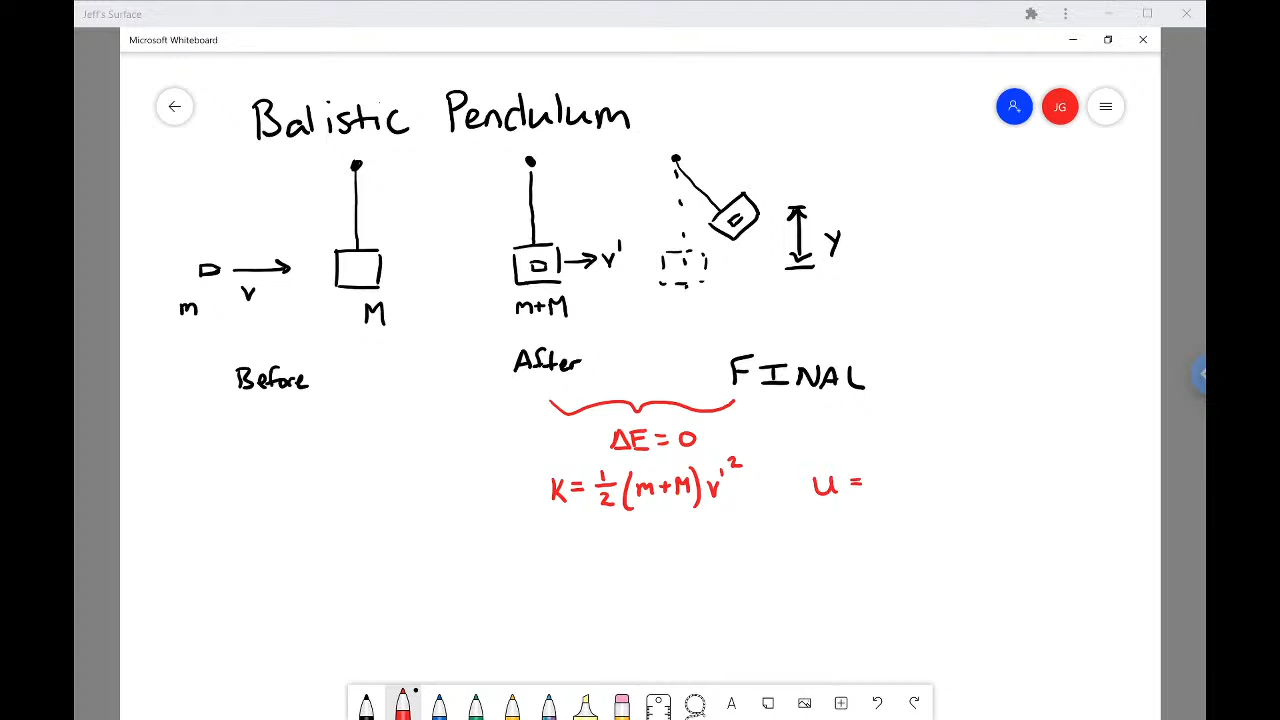 Jeff's Surface
Microsoft Whiteboard
JG
Balistic Pendulum
v'
y
v
m
M
m+M
Before
After
FINAL
ΔE = 0
K = 1/2 (m+M) v'²
U =
A